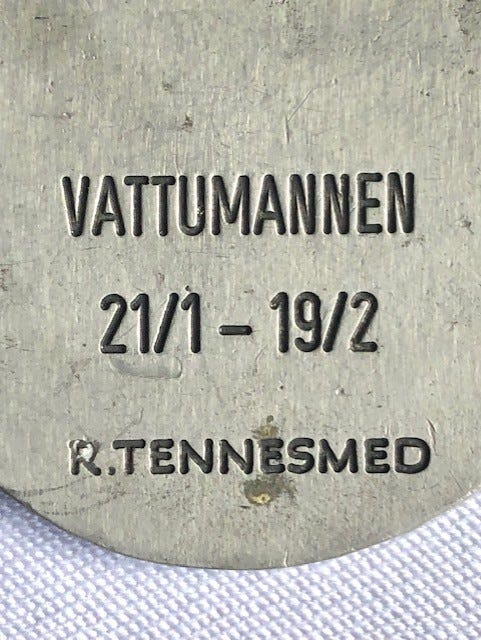 VATTUMANNEN
21/1 – 19/2
R.TENNESMED